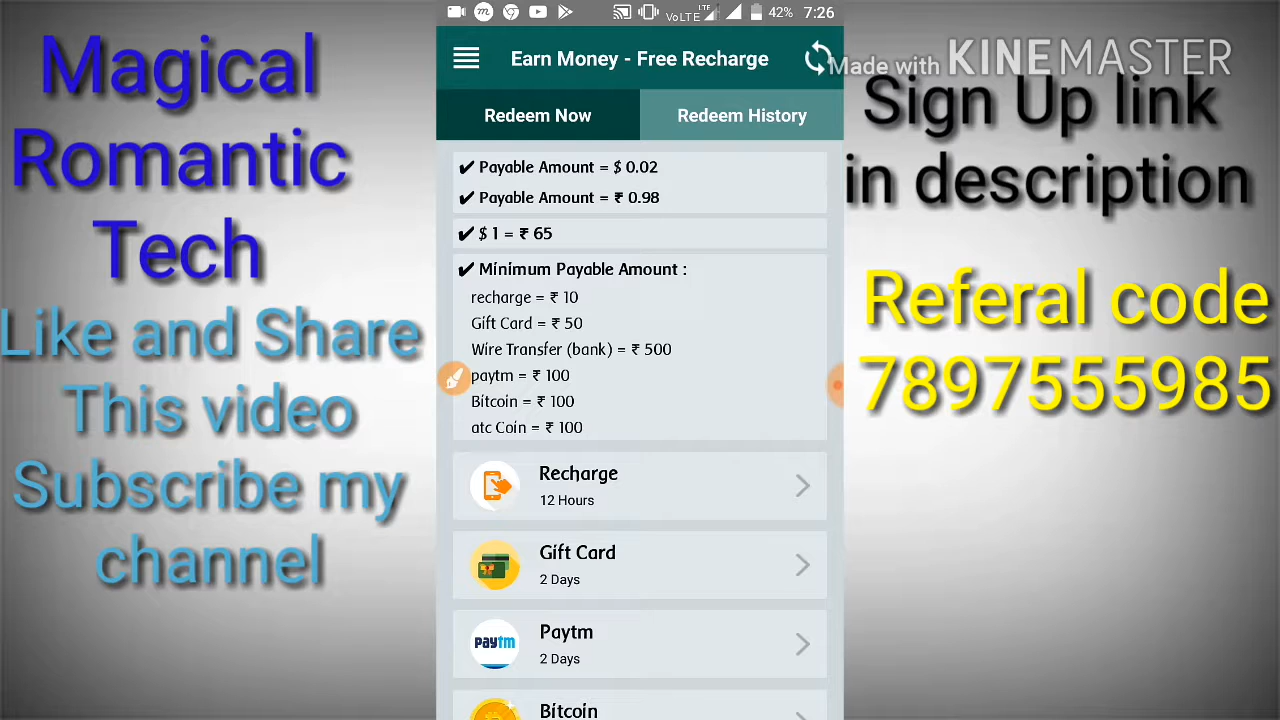 Magical
Romantic
Tech
Like and Share
This video
Subscribe my
channel
VoLTE LTE 42% 7:26
Earn Money - Free Recharge
Redeem Now
Redeem History
✔ Payable Amount = $ 0.02
✔ Payable Amount = ₹ 0.98
✔ $ 1 = ₹ 65
✔ Minimum Payable Amount :
recharge = ₹ 10
Gift Card = ₹ 50
Wire Transfer (bank) = ₹ 500
paytm = ₹ 100
Bitcoin = ₹ 100
atc Coin = ₹ 100
Recharge
12 Hours
Gift Card
2 Days
paytm
Paytm
2 Days
Bitcoin
Made with KINEMASTER
Sign Up link
in description
Referal code
7897555985